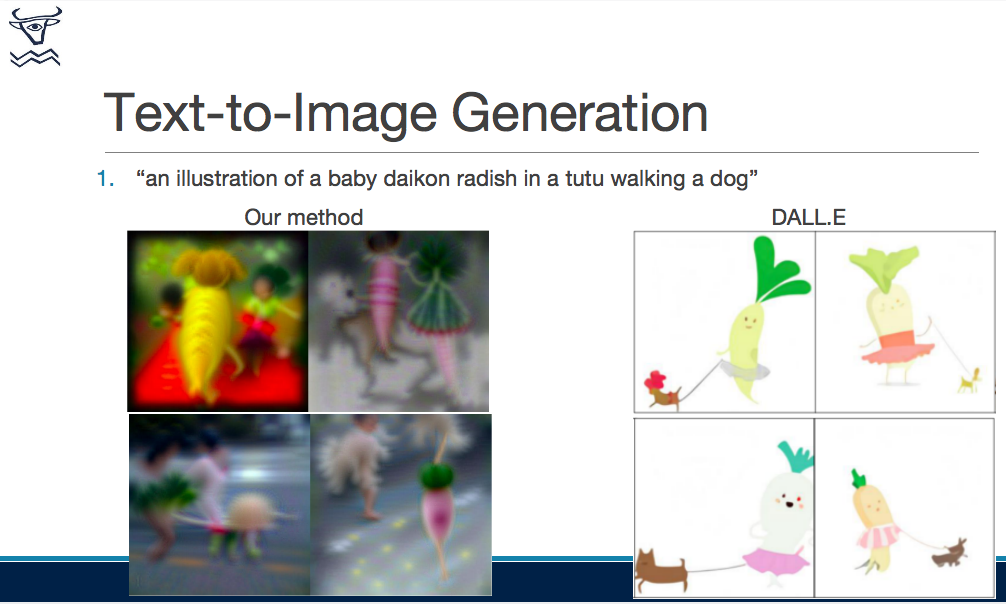 Text-to-Image Generation
1. “an illustration of a baby daikon radish in a tutu walking a dog”
Our method
DALL.E